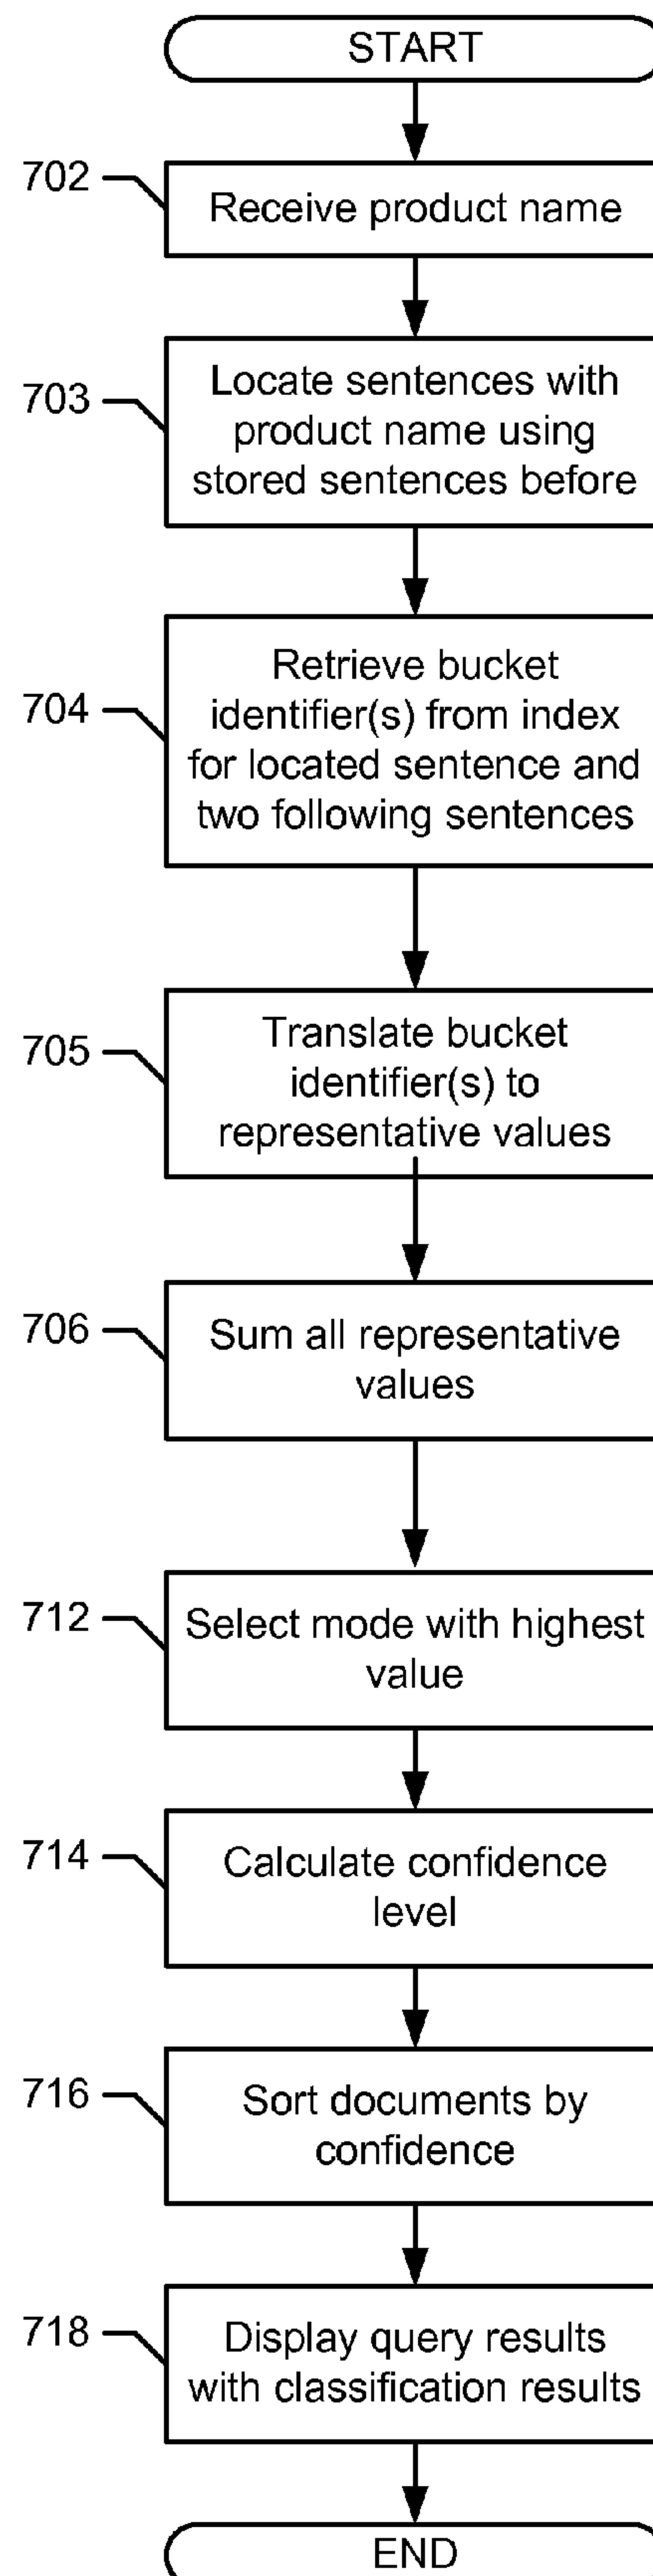 START
702
Receive product name
703
Locate sentences with
product name using
stored sentences before
704
Retrieve bucket
identifier(s) from index
for located sentence and
two following sentences
705
Translate bucket
identifier(s) to
representative values
706
Sum all representative
values
712
Select mode with highest
value
714
Calculate confidence
level
716
Sort documents by
confidence
718
Display query results
with classification results
END